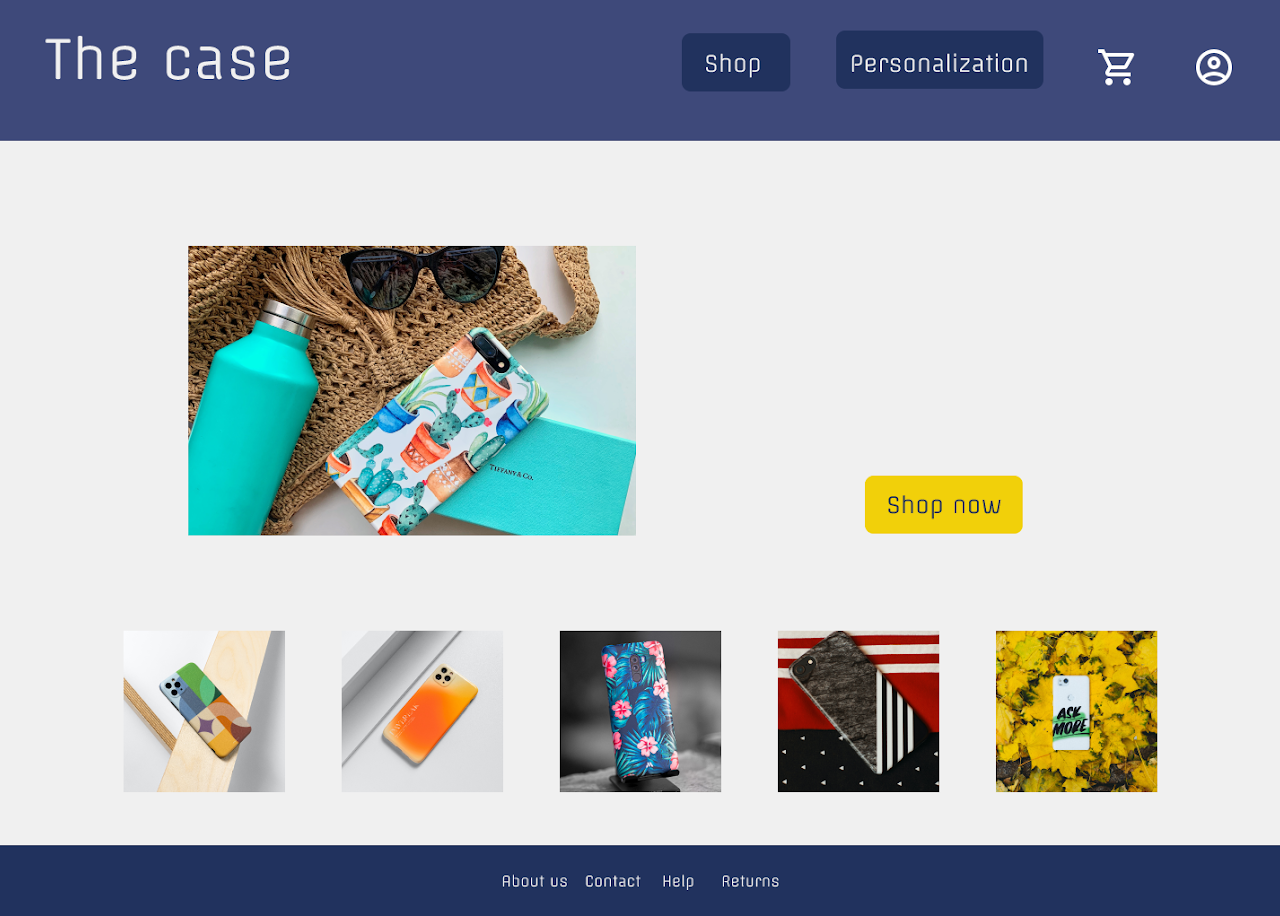 The case
Shop
Personalization
TIFFANY & CO.
Shop now
ASK
MORE
About us
Contact
Help
Returns